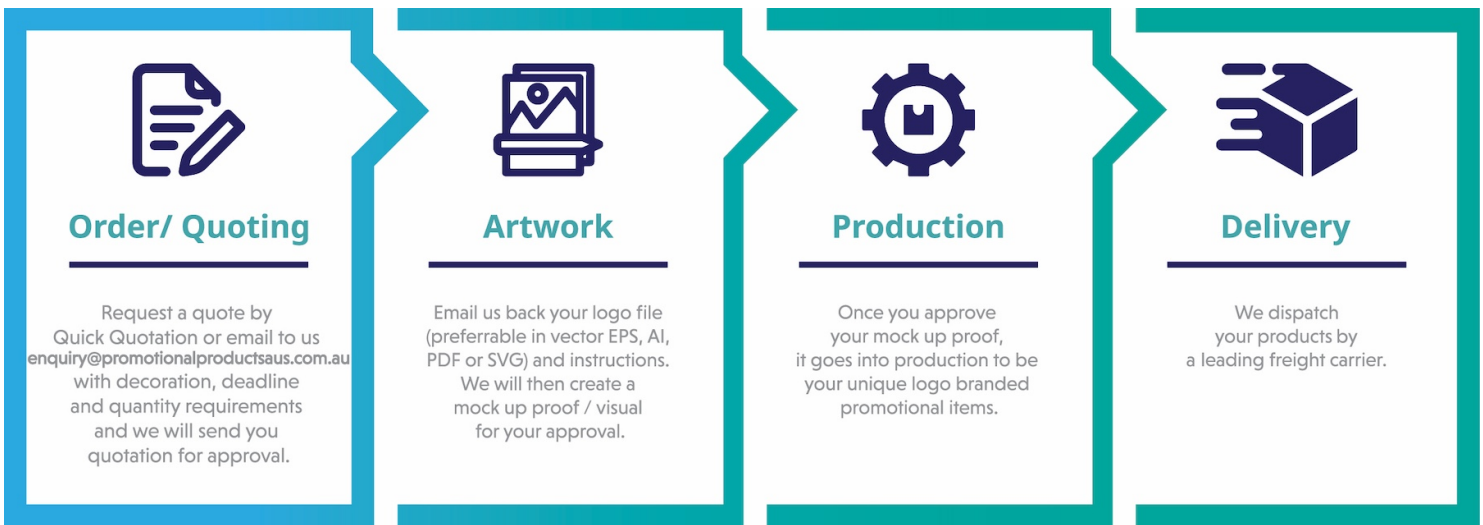 Order/ Quoting
Request a quote by
Quick Quotation or email to us
enquiry@promotionalproductsaus.com.au
with decoration, deadline
and quantity requirements
and we will send you
quotation for approval.
Artwork
Email us back your logo file
(preferrable in vector EPS, AI,
PDF or SVG) and instructions.
We will then create a
mock up proof / visual
for your approval.
Production
Once you approve
your mock up proof,
it goes into production to be
your unique logo branded
promotional items.
Delivery
We dispatch
your products by
a leading freight carrier.